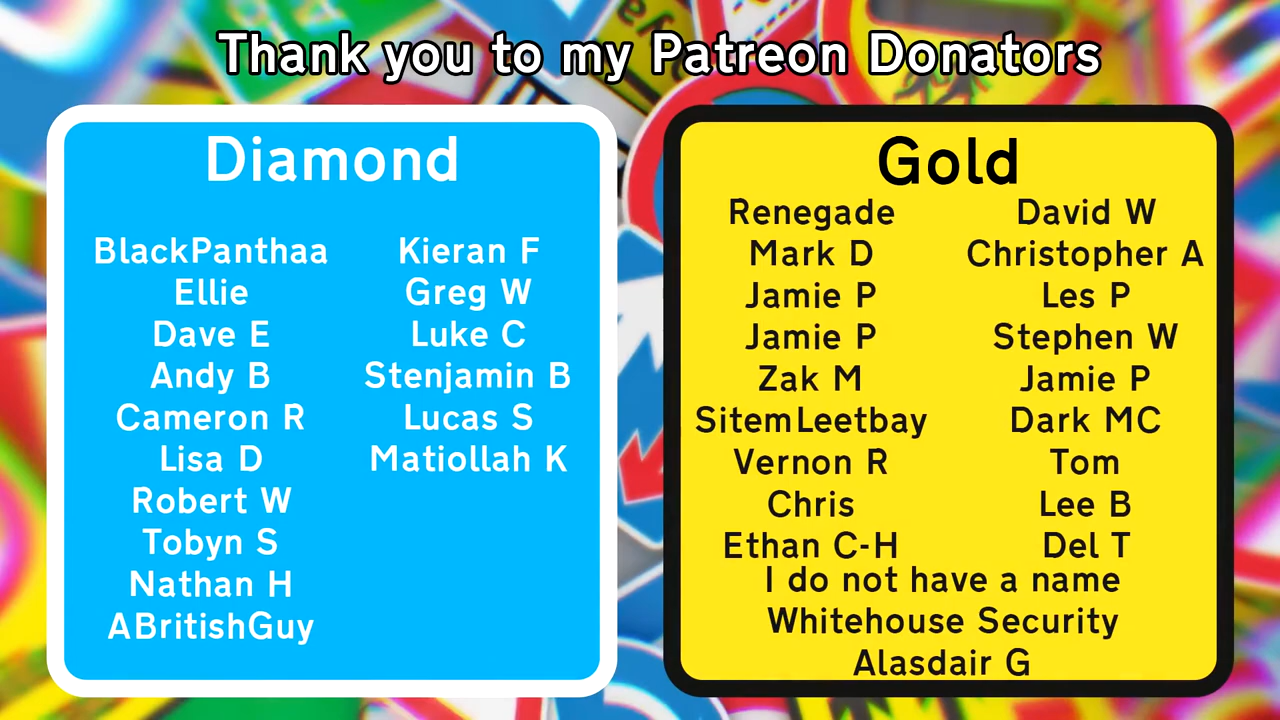 Thank you to my Patreon Donators
Diamond
BlackPanthaa
Ellie
Dave E
Andy B
Cameron R
Lisa D
Robert W
Tobyn S
Nathan H
ABritishGuy
Kieran F
Greg W
Luke C
Stenjamin B
Lucas S
Matiollah K
Gold
Renegade
Mark D
Jamie P
Jamie P
Zak M
SitemLeetbay
Vernon R
Chris
Ethan C-H
David W
Christopher A
Les P
Stephen W
Jamie P
Dark MC
Tom
Lee B
Del T
I do not have a name
Whitehouse Security
Alasdair G